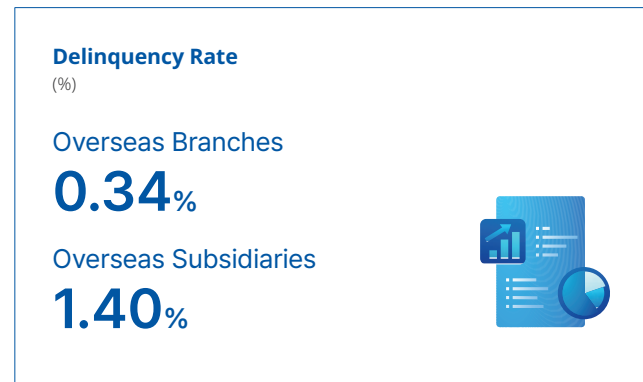 Delinquency Rate
(%)
Overseas Branches
0.34%
Overseas Subsidiaries
1.40%